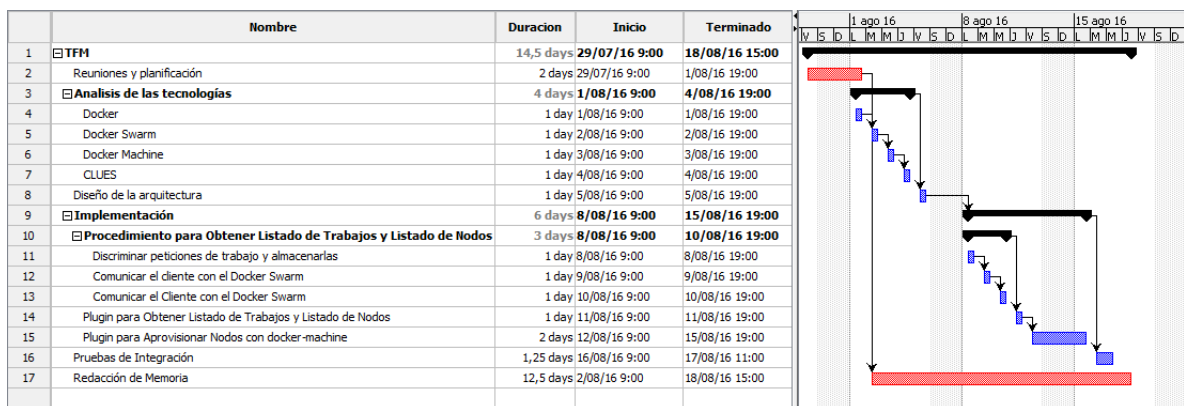 Nombre Duracion Inicio Terminado 1 ago 16 8 ago 16 15 ago 16
V S D L M M J V S D L M M J V S D L M M J V S D
1 TFM 14,5 days 29/07/16 9:00 18/08/16 15:00
2 Reuniones y planificación 2 days 29/07/16 9:00 1/08/16 19:00
3 Analisis de las tecnologías 4 days 1/08/16 9:00 4/08/16 19:00
4 Docker 1 day 1/08/16 9:00 1/08/16 19:00
5 Docker Swarm 1 day 2/08/16 9:00 2/08/16 19:00
6 Docker Machine 1 day 3/08/16 9:00 3/08/16 19:00
7 CLUES 1 day 4/08/16 9:00 4/08/16 19:00
8 Diseño de la arquitectura 1 day 5/08/16 9:00 5/08/16 19:00
9 Implementación 6 days 8/08/16 9:00 15/08/16 19:00
10 Procedimiento para Obtener Listado de Trabajos y Listado de Nodos 3 days 8/08/16 9:00 10/08/16 19:00
11 Discriminar peticiones de trabajo y almacenarlas 1 day 8/08/16 9:00 8/08/16 19:00
12 Comunicar el cliente con el Docker Swarm 1 day 9/08/16 9:00 9/08/16 19:00
13 Comunicar el Cliente con el Docker Swarm 1 day 10/08/16 9:00 10/08/16 19:00
14 Plugin para Obtener Listado de Trabajos y Listado de Nodos 1 day 11/08/16 9:00 11/08/16 19:00
15 Plugin para Aprovisionar Nodos con docker-machine 2 days 12/08/16 9:00 15/08/16 19:00
16 Pruebas de Integración 1,25 days 16/08/16 9:00 17/08/16 11:00
17 Redacción de Memoria 12,5 days 2/08/16 9:00 18/08/16 15:00